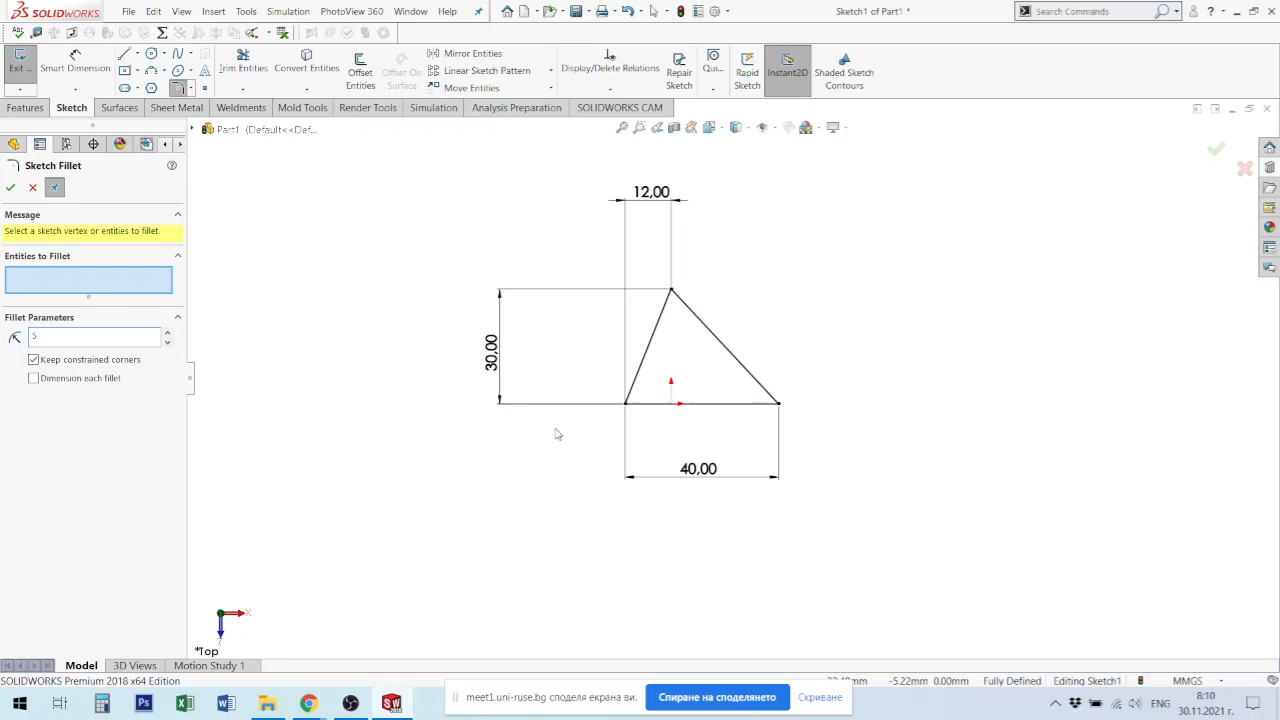 SOLIDWORKS File Edit View Insert Tools Simulation PhotoView 360 Window Help Sketch1 of Part1 * Search Commands
Exit ... mart Dimension Trim Entities Convert Entities Offset Entities Offset On Surface Mirror Entities Linear Sketch Pattern Move Entities Display/Delete Relations Repair Sketch Qui... Rapid Sketch Instant2D Shaded Sketch Contours
Features Sketch Surfaces Sheet Metal Weldments Mold Tools Render Tools Simulation Analysis Preparation SOLIDWORKS CAM
Part1 (Default<<Def...
Sketch Fillet
Message
Select a sketch vertex or entities to fillet.
Entities to Fillet
Fillet Parameters
5
Keep constrained corners
Dimension each fillet
12,00
30,00
40,00
X
*Top
Model 3D Views Motion Study 1
SOLIDWORKS Premium 2018 x64 Edition -5.22mm 0.00mm Fully Defined Editing Sketch1 MMGS
meet1.uni-ruse.bg споделя екрана ви. Спиране на споделянето Скриване
ENG 8:10
30.11.2021 г.